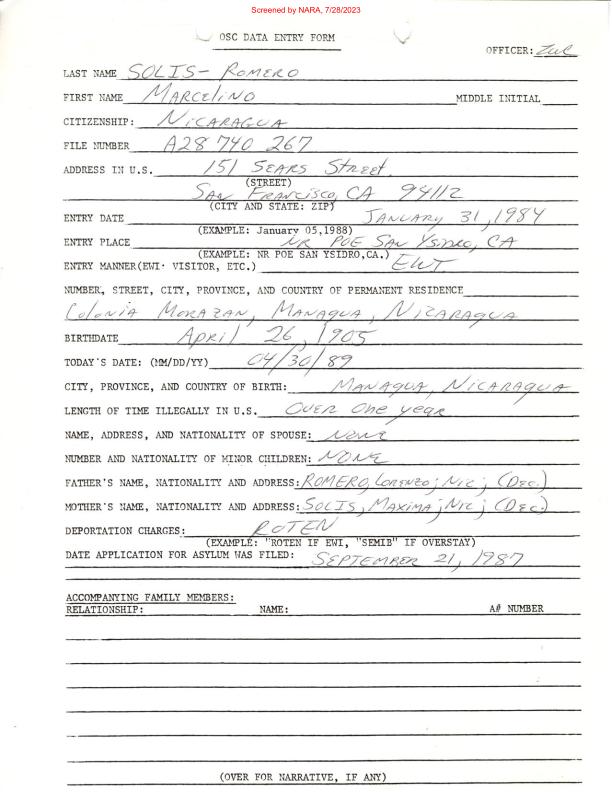 Screened by NARA, 7/28/2023
OSC DATA ENTRY FORM
OFFICER:
LAST NAME SOLIS- ROMERO
FIRST NAME MARCELINO MIDDLE INITIAL
CITIZENSHIP: NICARAGUA
FILE NUMBER A28 740 267
ADDRESS IN U.S. 151 SEARS Street
(STREET)
SAN FRANCISCO, CA 94112
(CITY AND STATE: ZIP)
ENTRY DATE JANUARY 31, 1984
(EXAMPLE: January 05,1988)
ENTRY PLACE NR POE SAN YSIDRO, CA
(EXAMPLE: NR POE SAN YSIDRO,CA.)
ENTRY MANNER(EWI· VISITOR, ETC.) EWI
NUMBER, STREET, CITY, PROVINCE, AND COUNTRY OF PERMANENT RESIDENCE
Colonia MORAZAN, MANAGUA, NICARAGUA
BIRTHDATE April 26, 1905
TODAY'S DATE: (MM/DD/YY) 04/30/89
CITY, PROVINCE, AND COUNTRY OF BIRTH: MANAGUA, NICARAGUA
LENGTH OF TIME ILLEGALLY IN U.S. OVER One year
NAME, ADDRESS, AND NATIONALITY OF SPOUSE: NONE
NUMBER AND NATIONALITY OF MINOR CHILDREN: NONE
FATHER'S NAME, NATIONALITY AND ADDRESS: ROMERO, LORENZO; NIC; (DEC.)
MOTHER'S NAME, NATIONALITY AND ADDRESS: SOLIS, MAXIMA; NIC; (DEC.)
DEPORTATION CHARGES: ROTEN
(EXAMPLE: "ROTEN IF EWI, "SEMIB" IF OVERSTAY)
DATE APPLICATION FOR ASYLUM WAS FILED: SEPTEMBER 21, 1987
ACCOMPANYING FAMILY MEMBERS:
RELATIONSHIP: NAME: A# NUMBER
(OVER FOR NARRATIVE, IF ANY)